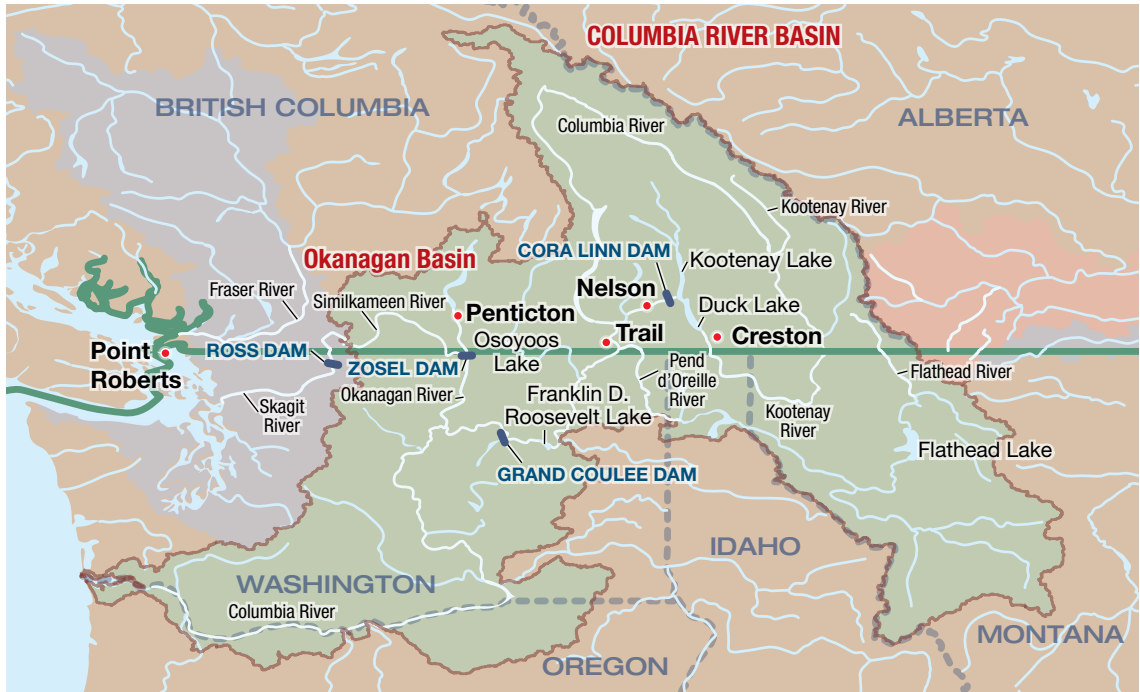 COLUMBIA RIVER BASIN
BRITISH COLUMBIA
ALBERTA
Columbia River
Kootenay River
Okanagan Basin
CORA LINN DAM
Kootenay Lake
Fraser River
Similkameen River
Nelson
Duck Lake
Penticton
Trail
Creston
Point
Roberts
ROSS DAM
ZOSEL DAM
Osoyoos
Lake
Pend
d'Oreille
River
Flathead River
Okanagan River
Franklin D.
Roosevelt Lake
Skagit
River
Kootenay
River
Flathead Lake
GRAND COULEE DAM
IDAHO
WASHINGTON
Columbia River
MONTANA
OREGON